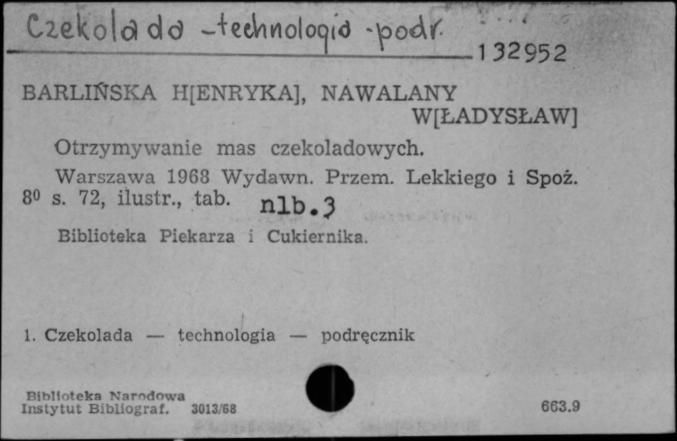 Czekolada - technologia - podr.
132952
BARLIŃSKA H[ENRYKA], NAWALANY
W[ŁADYSŁAW]
Otrzymywanie mas czekoladowych.
Warszawa 1968 Wydawn. Przem. Lekkiego i Spoż.
8⁰ s. 72, ilustr., tab. nlb. 3
Biblioteka Piekarza i Cukiernika.
1. Czekolada — technologia — podręcznik
Biblioteka Narodowa
Instytut Bibliograf. 3013/68
663.9